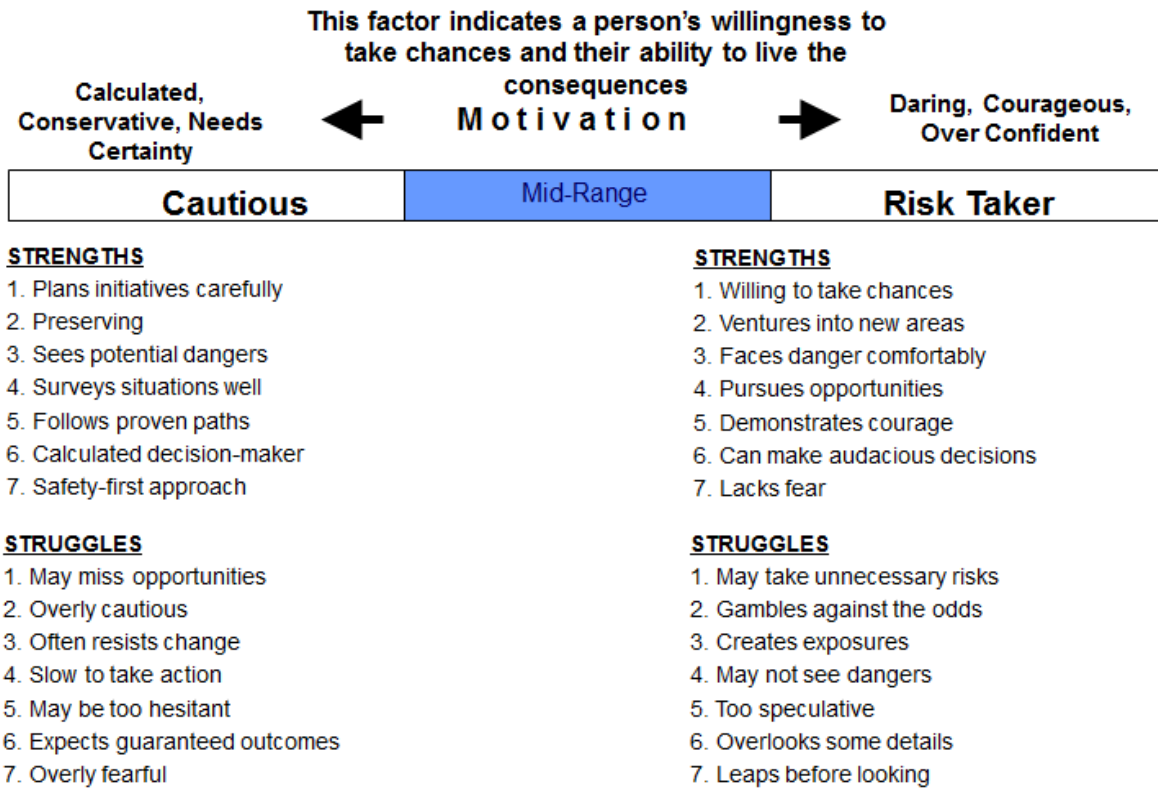 This factor indicates a person's willingness to
take chances and their ability to live the
consequences
Calculated,
Conservative, Needs
Certainty
Motivation
Daring, Courageous,
Over Confident
Cautious
Mid-Range
Risk Taker
STRENGTHS
1. Plans initiatives carefully
2. Preserving
3. Sees potential dangers
4. Surveys situations well
5. Follows proven paths
6. Calculated decision-maker
7. Safety-first approach
STRUGGLES
1. May miss opportunities
2. Overly cautious
3. Often resists change
4. Slow to take action
5. May be too hesitant
6. Expects guaranteed outcomes
7. Overly fearful
STRENGTHS
1. Willing to take chances
2. Ventures into new areas
3. Faces danger comfortably
4. Pursues opportunities
5. Demonstrates courage
6. Can make audacious decisions
7. Lacks fear
STRUGGLES
1. May take unnecessary risks
2. Gambles against the odds
3. Creates exposures
4. May not see dangers
5. Too speculative
6. Overlooks some details
7. Leaps before looking